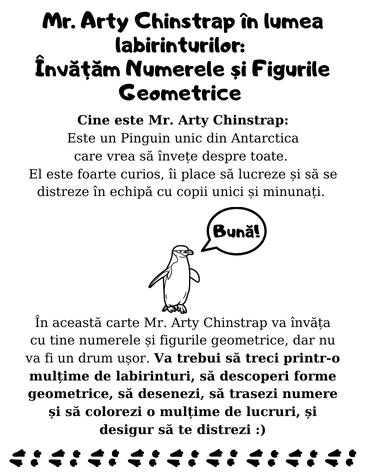 Mr. Arty Chinstrap în lumea
labirinturilor:
Învățăm Numerele și Figurile
Geometrice
Cine este Mr. Arty Chinstrap:
Este un Pinguin unic din Antarctica
care vrea să învețe despre toate.
El este foarte curios, îi place să lucreze și să se
distreze în echipă cu copii unici și minunați.
Bună!
În această carte Mr. Arty Chinstrap va învăța
cu tine numerele și figurile geometrice, dar nu
va fi un drum ușor. Va trebui să treci printr-o
mulțime de labirinturi, să descoperi forme
geometrice, să desenezi, să trasezi numere
și să colorezi o mulțime de lucruri, și
desigur să te distrezi :)